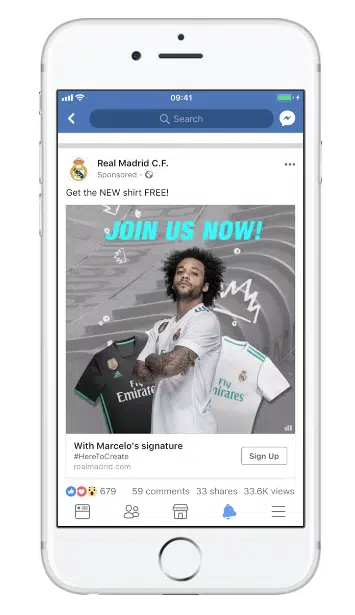 09:41
Search
Real Madrid C.F.
Sponsored ·
Get the NEW shirt FREE!
JOIN US NOW!
Fly
Emirates
Fly
Emirates
With Marcelo's signature
#HereToCreate
realmadrid.com
Sign Up
679 59 comments 33 shares 33.6K views